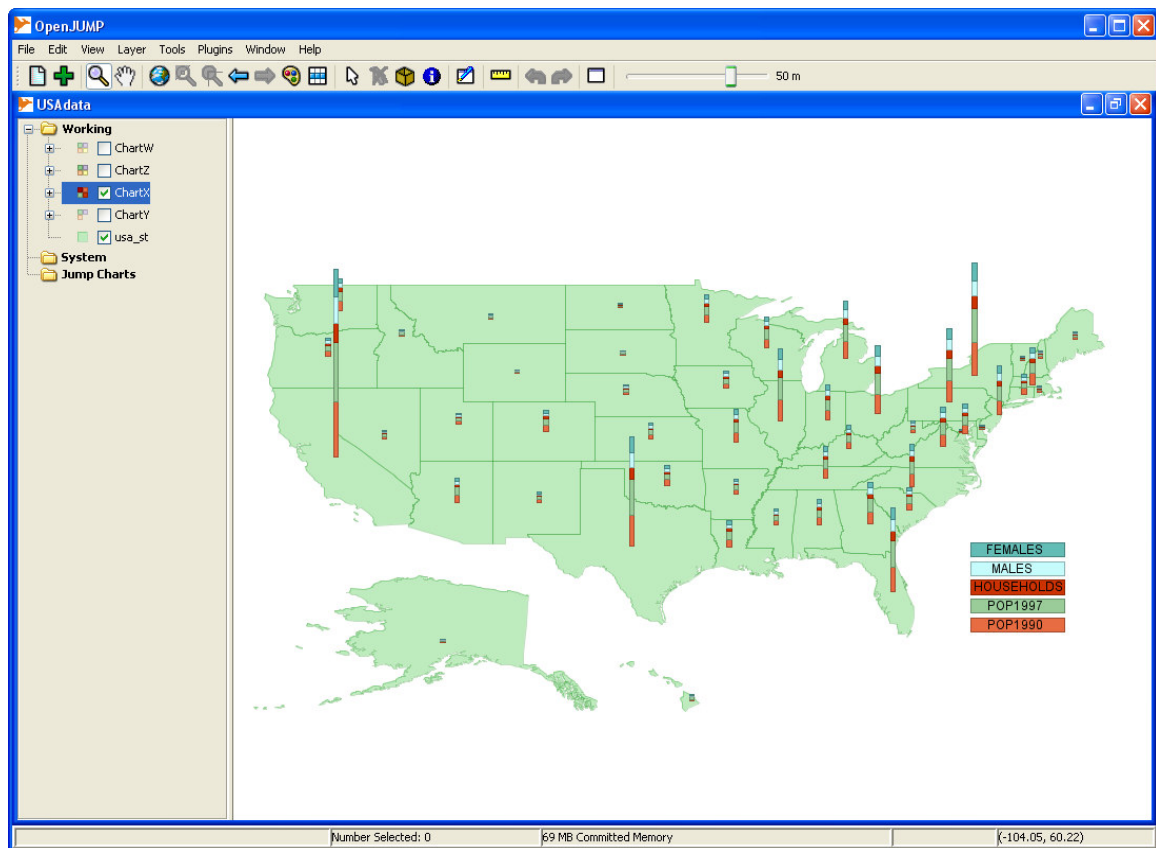 OpenJUMP
File Edit View Layer Tools Plugins Window Help
50 m
USAdata
Working
ChartW
ChartZ
ChartX
ChartY
usa_st
System
Jump Charts
FEMALES
MALES
HOUSEHOLDS
POP1997
POP1990
Number Selected: 0 69 MB Committed Memory (-104.05, 60.22)